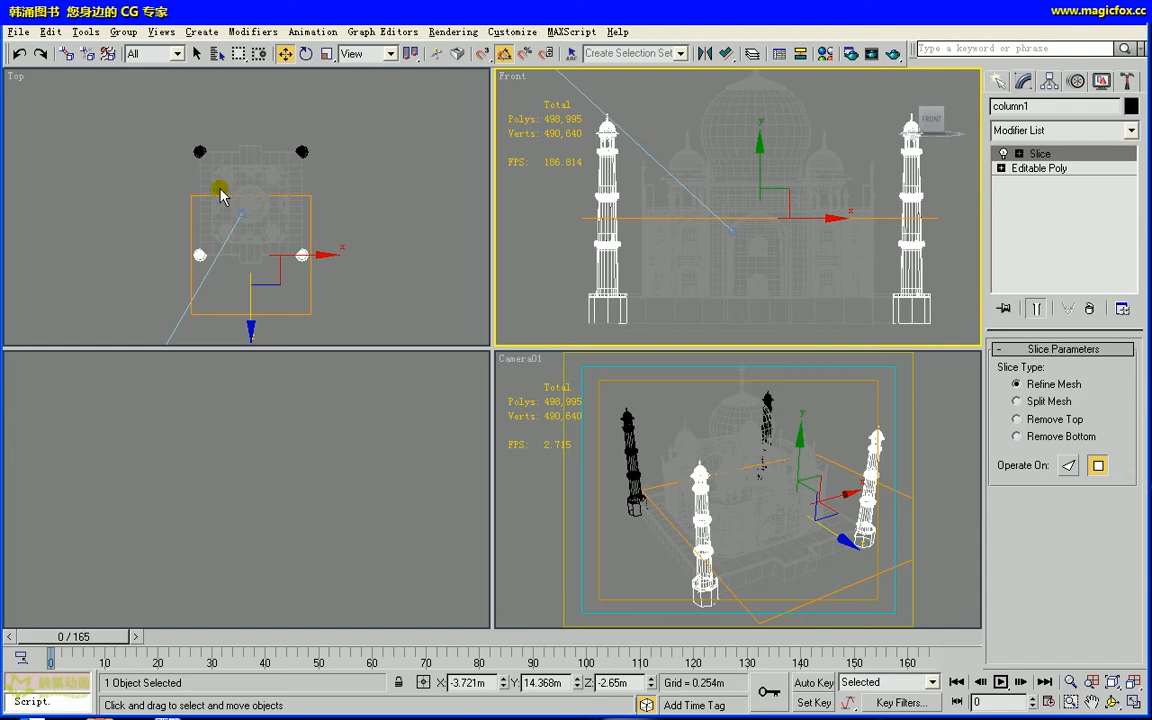 韩涌图书 您身边的 CG 专家 www.magicfox.cc
File Edit Tools Group Views Create Modifiers Animation Graph Editors Rendering Customize MAXScript Help
All View Create Selection Set Type a keyword or phrase
Top
Front
Total
Polys: 498,995
Verts: 490,640
FPS: 186.814
FRONT
y
x
x
column1
Modifier List
Slice
Editable Poly
Slice Parameters
Slice Type:
Refine Mesh
Split Mesh
Remove Top
Remove Bottom
Operate On:
Camera01
Total
Polys: 498,995
Verts: 490,640
FPS: 2.715
y
x
0 / 165
0 10 20 30 40 50 60 70 80 90 100 110 120 130 140 150 160
1 Object Selected X: -3.721m Y: 14.368m Z: -2.65m Grid = 0.254m Auto Key Selected
Script. Click and drag to select and move objects Add Time Tag Set Key Key Filters... 0